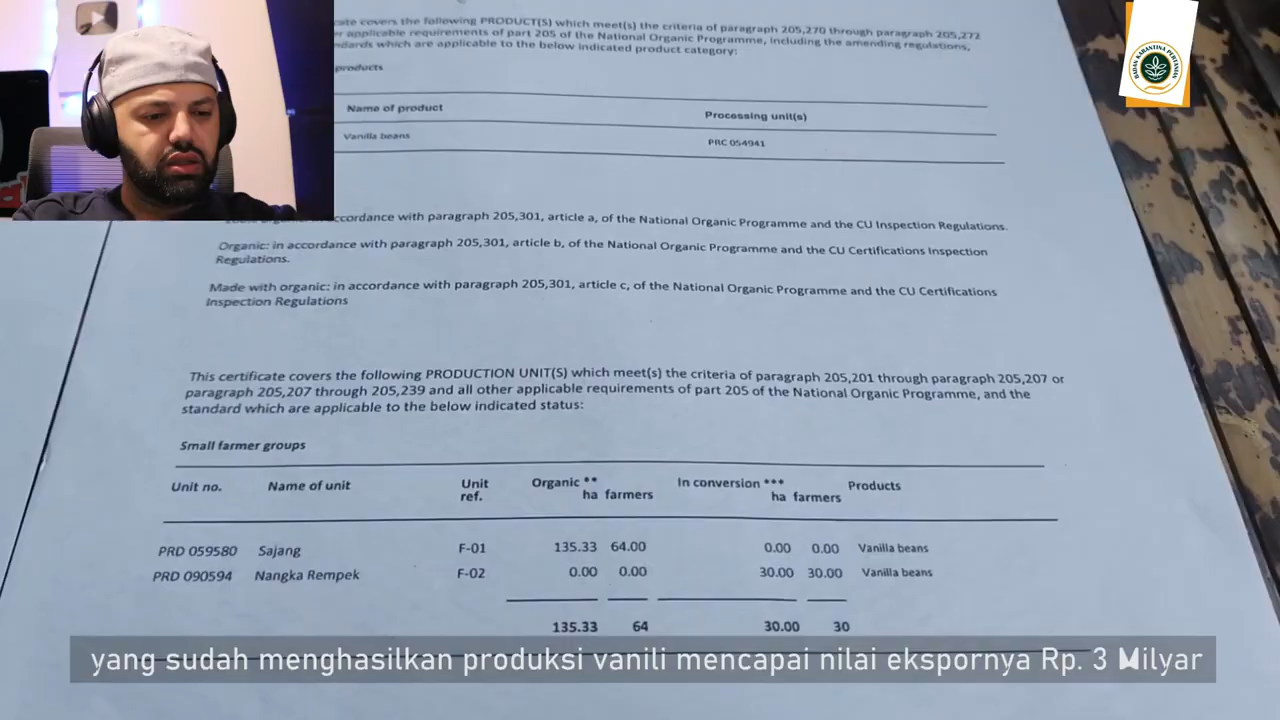 cate covers the following PRODUCT(S) which meet(s) the criteria of paragraph 205,270 through paragraph 205,272
er applicable requirements of part 205 of the National Organic Programme, including the amending regulations,
ndards which are applicable to the below indicated product category:
products
Name of product Processing unit(s)
Vanilla beans PRC 054941
ccordance with paragraph 205,301, article a, of the National Organic Programme and the CU Inspection Regulations.
Organic: in accordance with paragraph 205,301, article b, of the National Organic Programme and the CU Certifications Inspection
Regulations.
Made with organic: in accordance with paragraph 205,301, article c, of the National Organic Programme and the CU Certifications
Inspection Regulations
This certificate covers the following PRODUCTION UNIT(S) which meet(s) the criteria of paragraph 205,201 through paragraph 205,207 or
paragraph 205,207 through 205,239 and all other applicable requirements of part 205 of the National Organic Programme, and the
standard which are applicable to the below indicated status:
Small farmer groups
Unit no. Name of unit Unit ref. Organic ** ha farmers In conversion *** ha farmers Products
PRD 059580 Sajang F-01 135.33 64.00 0.00 0.00 Vanilla beans
PRD 090594 Nangka Rempek F-02 0.00 0.00 30.00 30.00 Vanilla beans
135.33 64 30.00 30
yang sudah menghasilkan produksi vanili mencapai nilai ekspornya Rp. 3 Milyar
BADAN KARANTINA PERTANIAN